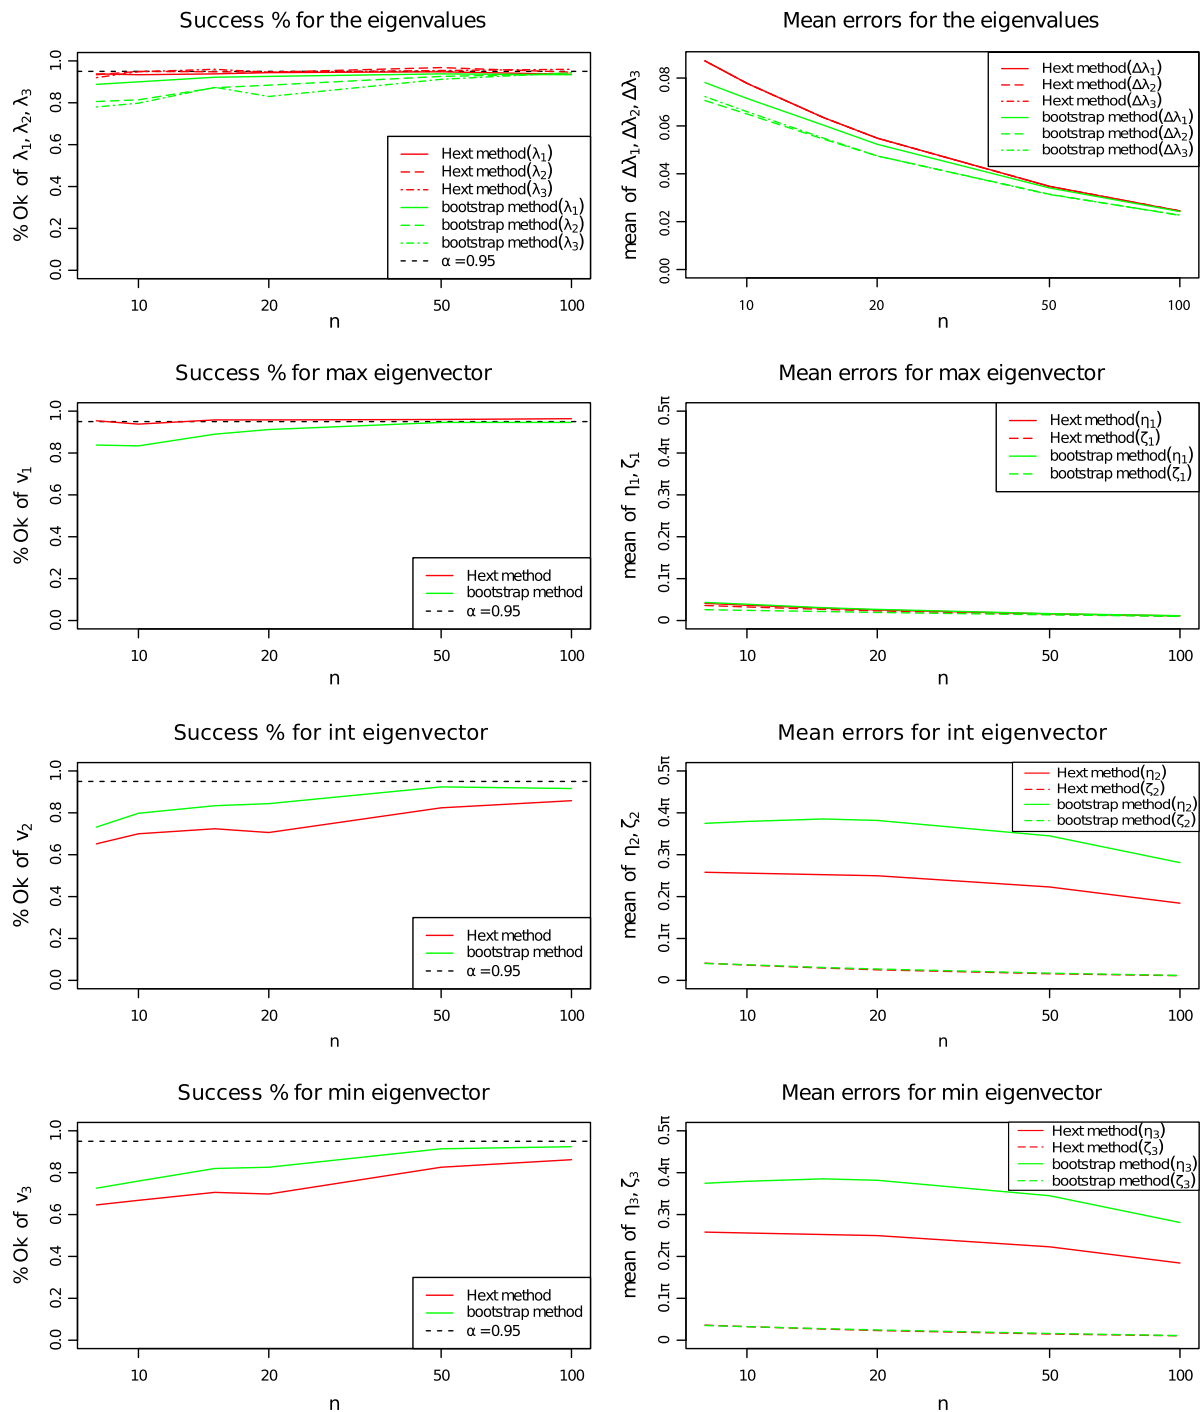 Success % for the eigenvalues
% Ok of λ1, λ2, λ3
0.0 0.2 0.4 0.6 0.8 1.0
Hext method(λ1)
Hext method(λ2)
Hext method(λ3)
bootstrap method(λ1)
bootstrap method(λ2)
bootstrap method(λ3)
α =0.95
10 20 50 100
n
Mean errors for the eigenvalues
mean of Δλ1, Δλ2, Δλ3
0.00 0.02 0.04 0.06 0.08
Hext method(Δλ1)
Hext method(Δλ2)
Hext method(Δλ3)
bootstrap method(Δλ1)
bootstrap method(Δλ2)
bootstrap method(Δλ3)
10 20 50 100
n
Success % for max eigenvector
% Ok of v1
0.0 0.2 0.4 0.6 0.8 1.0
Hext method
bootstrap method
α =0.95
10 20 50 100
n
Mean errors for max eigenvector
mean of η1, ζ1
0 0.1π 0.2π 0.3π 0.4π 0.5π
Hext method(η1)
Hext method(ζ1)
bootstrap method(η1)
bootstrap method(ζ1)
10 20 50 100
n
Success % for int eigenvector
% Ok of v2
0.0 0.2 0.4 0.6 0.8 1.0
Hext method
bootstrap method
α =0.95
10 20 50 100
n
Mean errors for int eigenvector
mean of η2, ζ2
0 0.1π 0.2π 0.3π 0.4π 0.5π
Hext method(η2)
Hext method(ζ2)
bootstrap method(η2)
bootstrap method(ζ2)
10 20 50 100
n
Success % for min eigenvector
% Ok of v3
0.0 0.2 0.4 0.6 0.8 1.0
Hext method
bootstrap method
α =0.95
10 20 50 100
n
Mean errors for min eigenvector
mean of η3, ζ3
0 0.1π 0.2π 0.3π 0.4π 0.5π
Hext method(η3)
Hext method(ζ3)
bootstrap method(η3)
bootstrap method(ζ3)
10 20 50 100
n